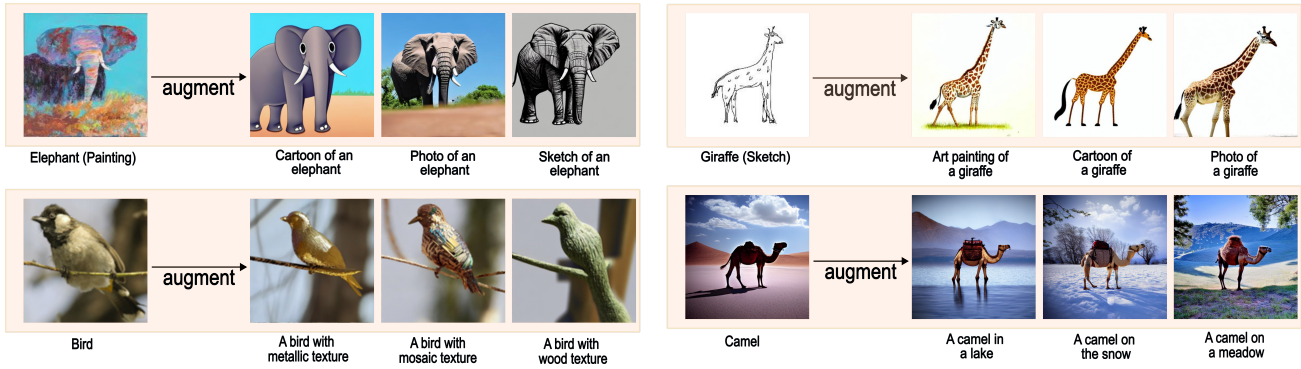 augment
Elephant (Painting)
Cartoon of an
elephant
Photo of an
elephant
Sketch of an
elephant
augment
Giraffe (Sketch)
Art painting of
a giraffe
Cartoon of
a giraffe
Photo of
a giraffe
augment
Bird
A bird with
metallic texture
A bird with
mosaic texture
A bird with
wood texture
augment
Camel
A camel in
a lake
A camel on
the snow
A camel on
a meadow